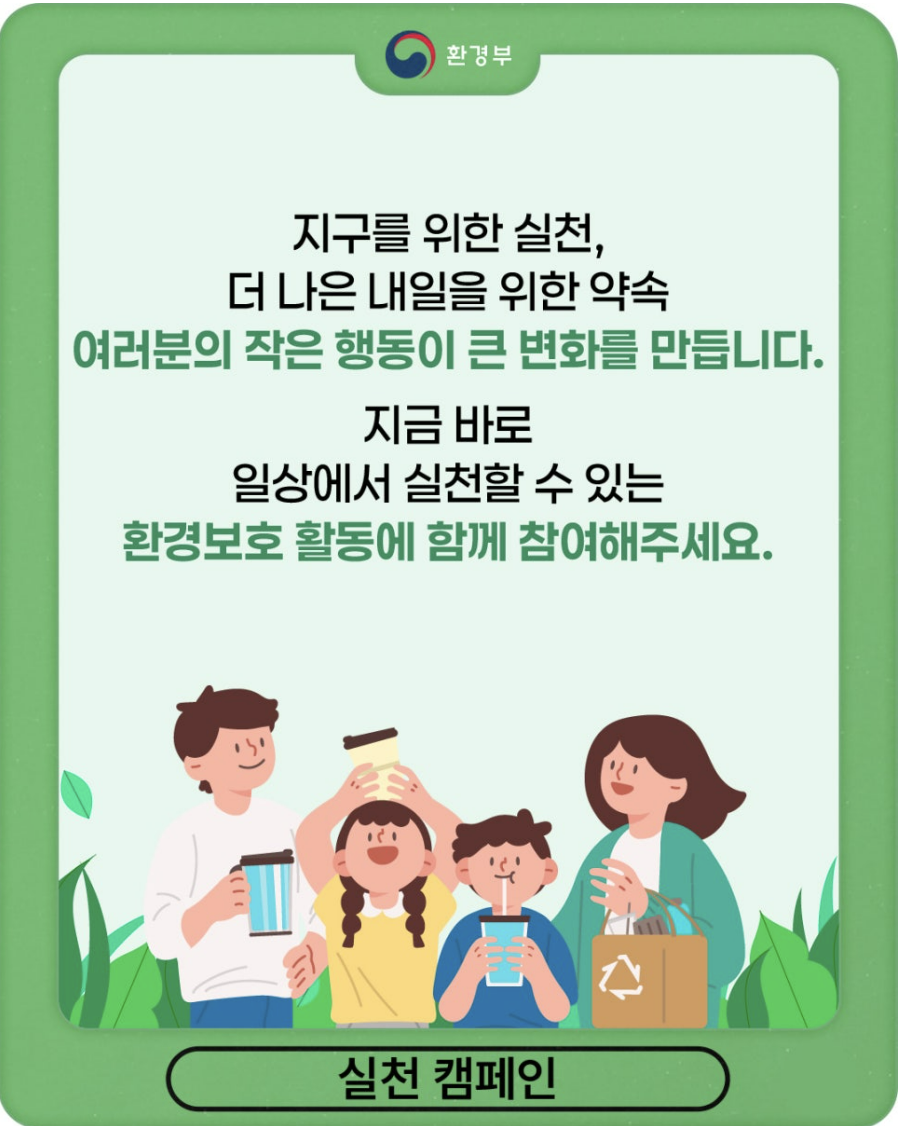 환경부
지구를 위한 실천,
더 나은 내일을 위한 약속
여러분의 작은 행동이 큰 변화를 만듭니다.
지금 바로
일상에서 실천할 수 있는
환경보호 활동에 함께 참여해주세요.
실천 캠페인